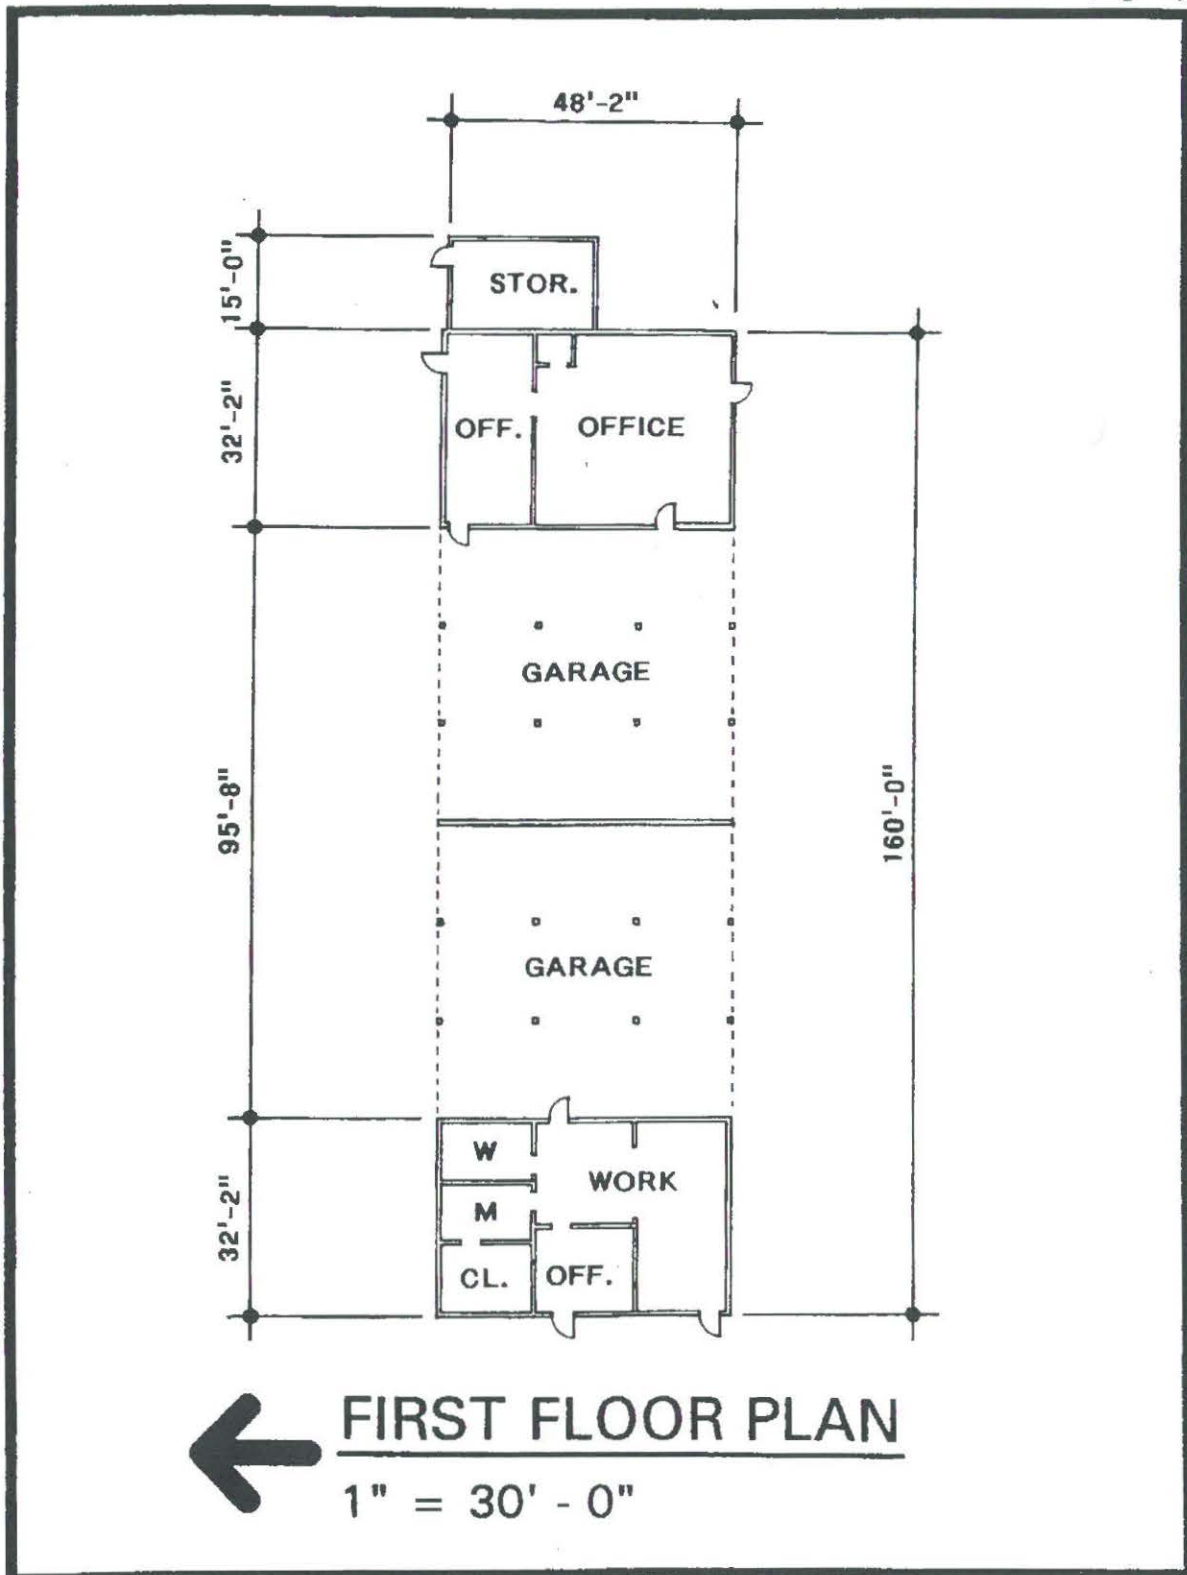 48'-2"
15'-0"
STOR.
32'-2"
OFF.
OFFICE
GARAGE
95'-8"
160'-0"
GARAGE
W
WORK
M
32'-2"
CL.
OFF.
FIRST FLOOR PLAN
1" = 30' - 0"